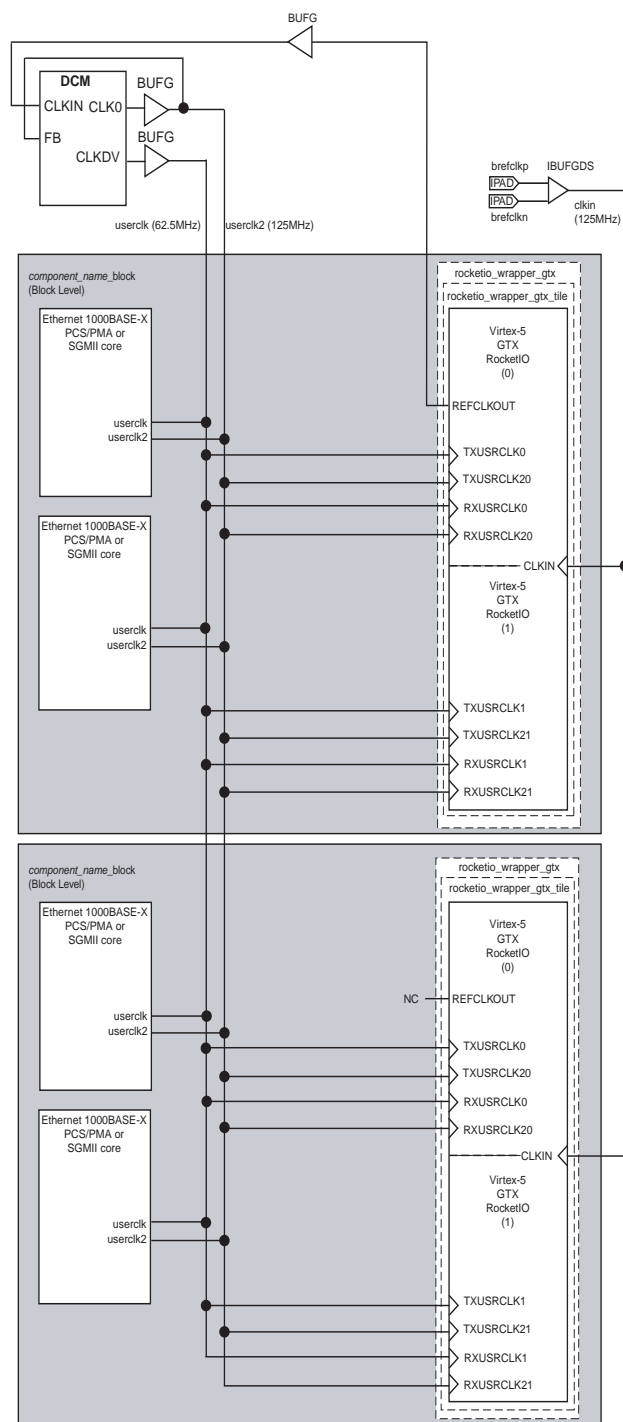 BUFG
DCM
BUFG
CLKIN CLK0
FB
BUFG
CLKDV
brefclkp
IBUFGDS
IPAD
IPAD
brefclkn
clkin
(125MHz)
userclk (62.5MHz)
userclk2 (125MHz)
component_name_block
(Block Level)
rocketio_wrapper_gtx
rocketio_wrapper_gtx_tile
Ethernet 1000BASE-X
PCS/PMA or
SGMII core
userclk
userclk2
Virtex-5
GTX
RocketIO
(0)
REFCLKOUT
TXUSRCLK0
TXUSRCLK20
RXUSRCLK0
RXUSRCLK20
Ethernet 1000BASE-X
PCS/PMA or
SGMII core
userclk
userclk2
CLKIN
Virtex-5
GTX
RocketIO
(1)
TXUSRCLK1
TXUSRCLK21
RXUSRCLK1
RXUSRCLK21
component_name_block
(Block Level)
rocketio_wrapper_gtx
rocketio_wrapper_gtx_tile
Ethernet 1000BASE-X
PCS/PMA or
SGMII core
userclk
userclk2
Virtex-5
GTX
RocketIO
(0)
NC
REFCLKOUT
TXUSRCLK0
TXUSRCLK20
RXUSRCLK0
RXUSRCLK20
Ethernet 1000BASE-X
PCS/PMA or
SGMII core
userclk
userclk2
CLKIN
Virtex-5
GTX
RocketIO
(1)
TXUSRCLK1
TXUSRCLK21
RXUSRCLK1
RXUSRCLK21